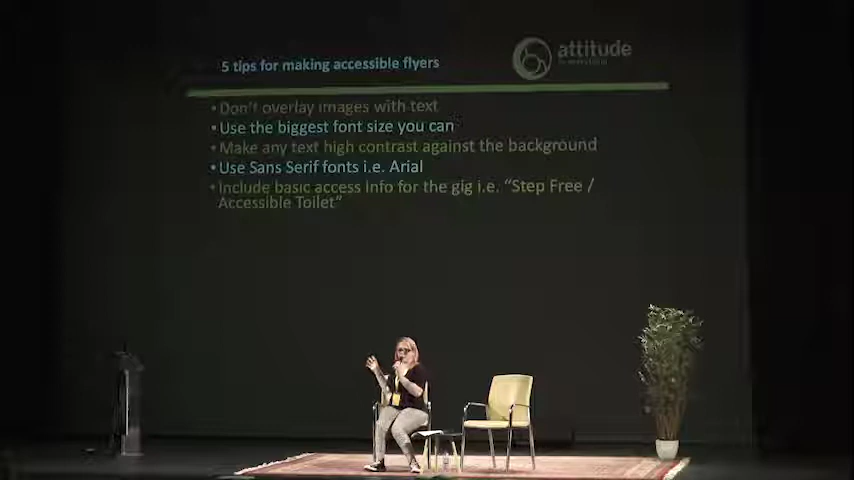 5 tips for making accessible flyers
attitude
• Don't overlay images with text
• Use the biggest font size you can
• Make any text high contrast against the background
• Use Sans Serif fonts i.e. Arial
• Include basic access info for the gig i.e. “Step Free /
Accessible Toilet“